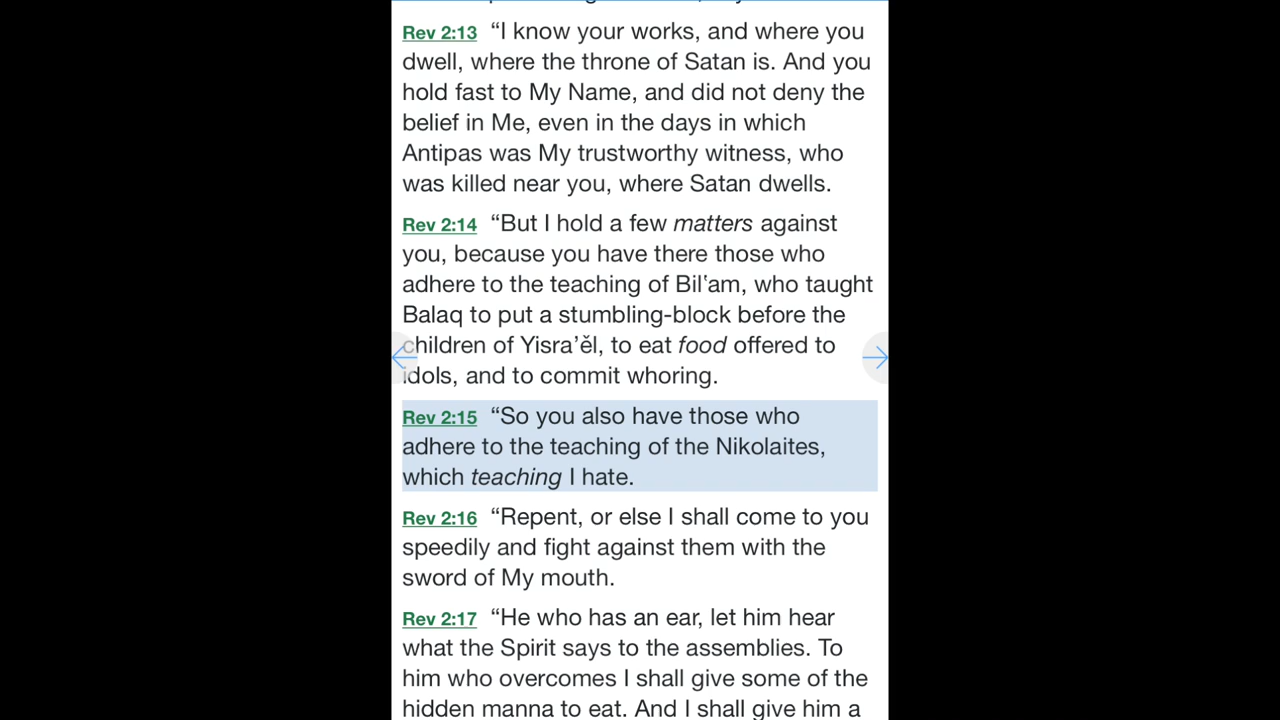 Rev 2:13 “I know your works, and where you
dwell, where the throne of Satan is. And you
hold fast to My Name, and did not deny the
belief in Me, even in the days in which
Antipas was My trustworthy witness, who
was killed near you, where Satan dwells.
Rev 2:14 “But I hold a few matters against
you, because you have there those who
adhere to the teaching of Bilʽam, who taught
Balaq to put a stumbling-block before the
children of Yisra’ĕl, to eat food offered to
idols, and to commit whoring.
Rev 2:15 “So you also have those who
adhere to the teaching of the Nikolaites,
which teaching I hate.
Rev 2:16 “Repent, or else I shall come to you
speedily and fight against them with the
sword of My mouth.
Rev 2:17 “He who has an ear, let him hear
what the Spirit says to the assemblies. To
him who overcomes I shall give some of the
hidden manna to eat. And I shall give him a